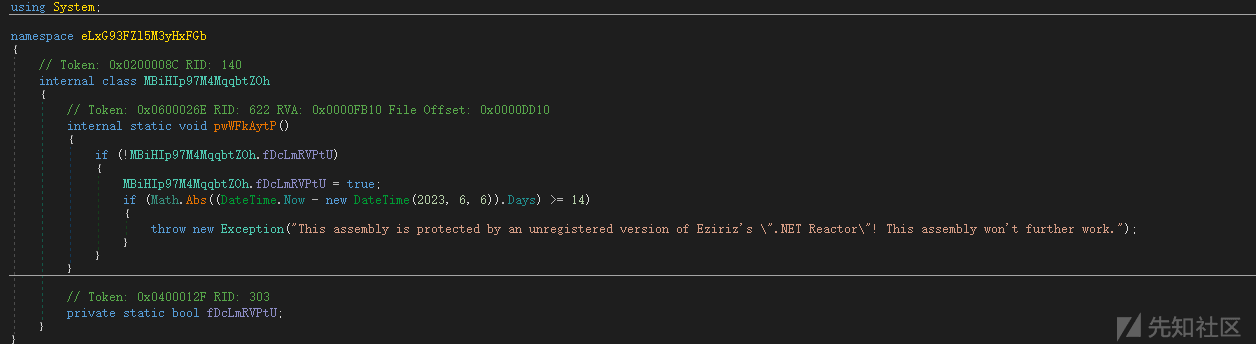 using System;
namespace eLxG93FZl5M3yHxFGb
{
// Token: 0x0200008C RID: 140
internal class MBiHIp97M4MqqbtZOh
{
// Token: 0x0600026E RID: 622 RVA: 0x0000FB10 File Offset: 0x0000DD10
internal static void pwWFkAytP()
{
if (!MBiHIp97M4MqqbtZOh.fDcLmRVPtU)
{
MBiHIp97M4MqqbtZOh.fDcLmRVPtU = true;
if (Math.Abs((DateTime.Now - new DateTime(2023, 6, 6)).Days) >= 14)
{
throw new Exception("This assembly is protected by an unregistered version of Eziriz's \".NET Reactor\"! This assembly won't further work.");
}
}
}
// Token: 0x0400012F RID: 303
private static bool fDcLmRVPtU;
}
}
先知社区